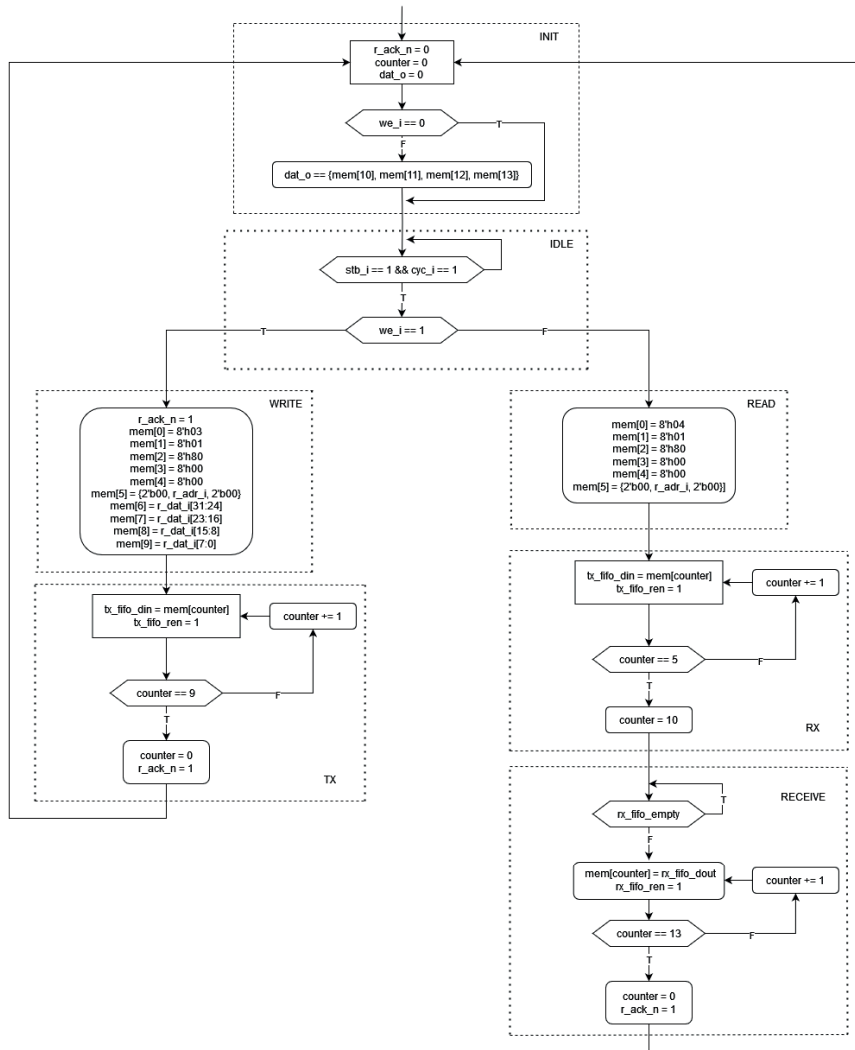 INIT
r_ack_n = 0
counter = 0
dat_o = 0
we_i == 0
T
F
dat_o == {mem[10], mem[11], mem[12], mem[13]}
IDLE
stb_i == 1 && cyc_i == 1
T
we_i == 1
T
F
WRITE
r_ack_n = 1
mem[0] = 8'h03
mem[1] = 8'h01
mem[2] = 8'h80
mem[3] = 8'h00
mem[4] = 8'h00
mem[5] = {2'b00, r_adr_i, 2'b00}
mem[6] = r_dat_i[31:24]
mem[7] = r_dat_i[23:16]
mem[8] = r_dat_i[15:8]
mem[9] = r_dat_i[7:0]
READ
mem[0] = 8'h04
mem[1] = 8'h01
mem[2] = 8'h80
mem[3] = 8'h00
mem[4] = 8'h00
mem[5] = {2'b00, r_adr_i, 2'b00}]
tx_fifo_din = mem[counter]
tx_fifo_ren = 1
counter += 1
counter == 9
F
T
counter = 0
r_ack_n = 1
TX
tx_fifo_din = mem[counter]
tx_fifo_ren = 1
counter += 1
counter == 5
F
T
counter = 10
RX
RECEIVE
rx_fifo_empty
T
F
mem[counter] = rx_fifo_dout
rx_fifo_ren = 1
counter += 1
counter == 13
F
T
counter = 0
r_ack_n = 1